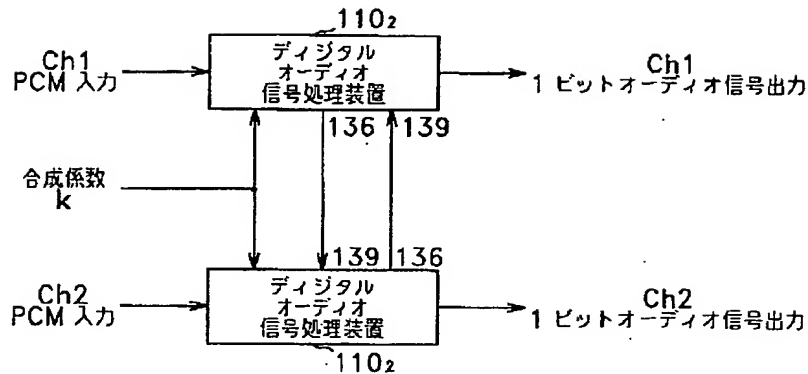 110₂
Ch1
PCM 入力
ディジタル
オーディオ
信号処理装置
Ch1
1 ビットオーディオ信号出力
136
139
合成係数
k
139
136
Ch2
PCM 入力
ディジタル
オーディオ
信号処理装置
Ch2
1 ビットオーディオ信号出力
110₂